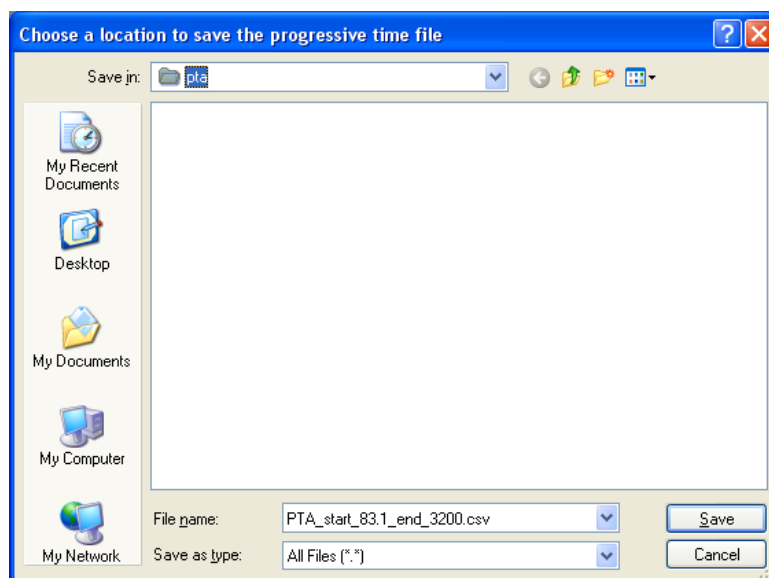 Choose a location to save the progressive time file
Save in:
pta
My Recent
Documents
Desktop
My Documents
My Computer
My Network
File name:
PTA_start_83.1_end_3200.csv
Save
Save as type:
All Files (*.*)
Cancel